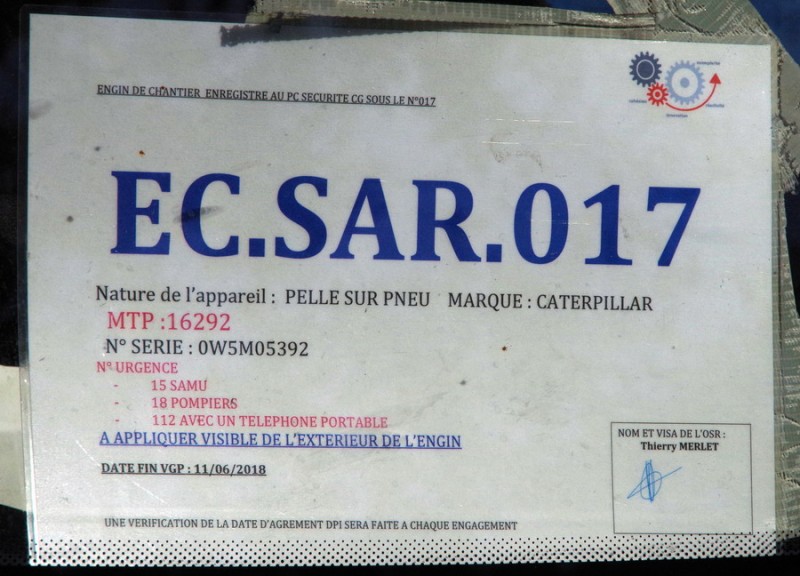 ENGIN DE CHANTIER ENREGISTRE AU PC SECURITE CG SOUS LE N°017
EC.SAR.017
Nature de l'appareil : PELLE SUR PNEU MARQUE : CATERPILLAR
MTP :16292
N° SERIE : 0W5M05392
N° URGENCE
- 15 SAMU
- 18 POMPIERS
- 112 AVEC UN TELEPHONE PORTABLE
A APPLIQUER VISIBLE DE L'EXTERIEUR DE L'ENGIN
DATE FIN VGP : 11/06/2018
NOM ET VISA DE L'OSR :
Thierry MERLET
UNE VERIFICATION DE LA DATE D'AGREMENT DPI SERA FAITE A CHAQUE ENGAGEMENT